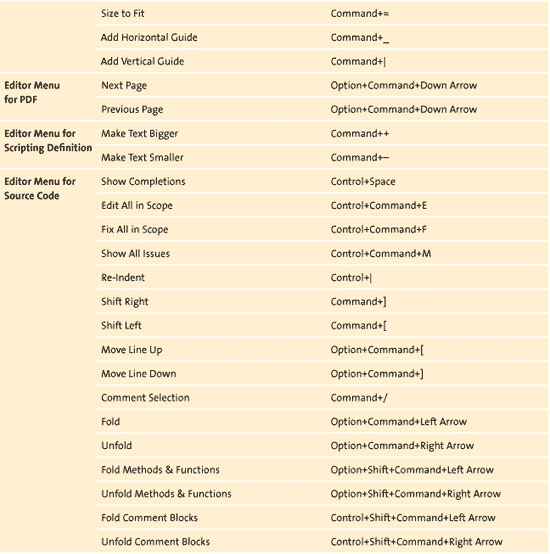 Size to Fit Command+=
Add Horizontal Guide Command+_
Add Vertical Guide Command+|
Editor Menu for PDF Next Page Option+Command+Down Arrow
Previous Page Option+Command+Down Arrow
Editor Menu for Scripting Definition Make Text Bigger Command++
Make Text Smaller Command+—
Editor Menu for Source Code Show Completions Control+Space
Edit All in Scope Control+Command+E
Fix All in Scope Control+Command+F
Show All Issues Control+Command+M
Re-Indent Control+|
Shift Right Command+]
Shift Left Command+[
Move Line Up Option+Command+[
Move Line Down Option+Command+]
Comment Selection Command+/
Fold Option+Command+Left Arrow
Unfold Option+Command+Right Arrow
Fold Methods & Functions Option+Shift+Command+Left Arrow
Unfold Methods & Functions Option+Shift+Command+Right Arrow
Fold Comment Blocks Control+Shift+Command+Left Arrow
Unfold Comment Blocks Control+Shift+Command+Right Arrow